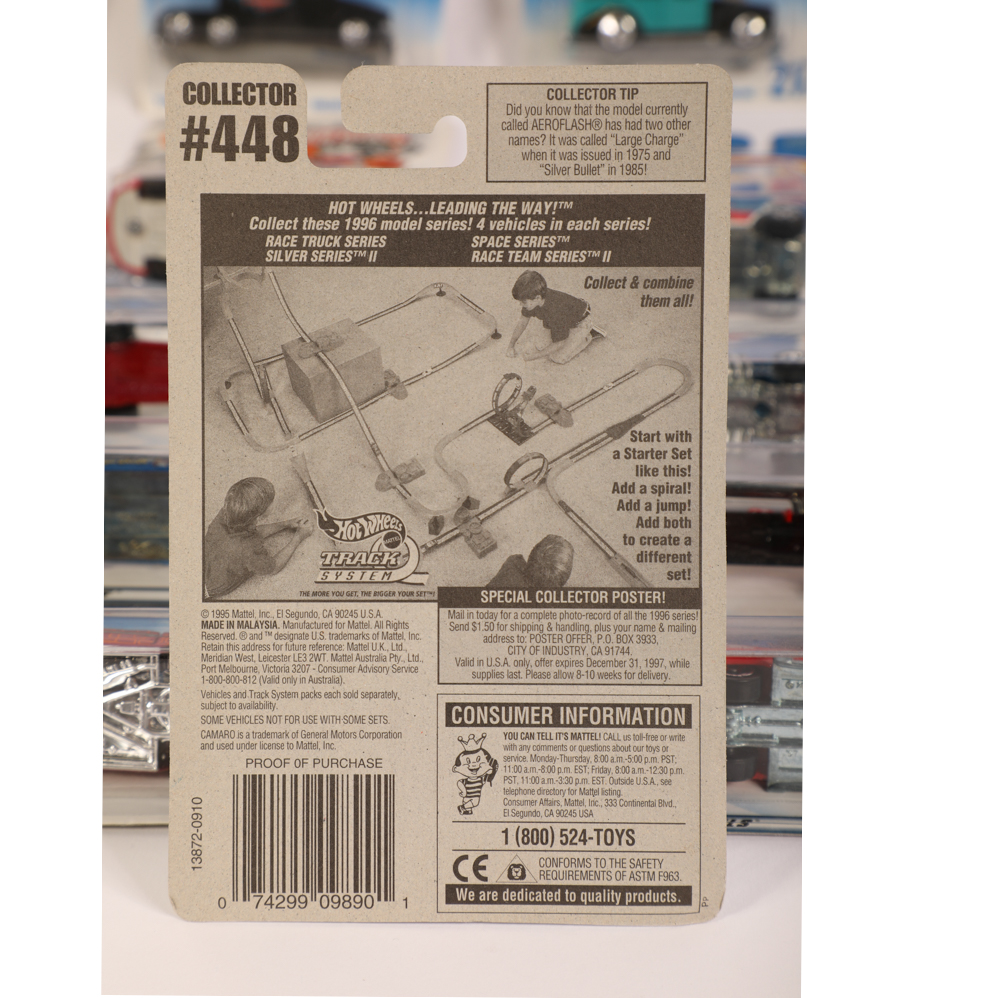 COLLECTOR
#448
COLLECTOR TIP
Did you know that the model currently
called AEROFLASH® has had two other
names? It was called "Large Charge"
when it was issued in 1975 and
"Silver Bullet" in 1985!
HOT WHEELS...LEADING THE WAY!™
Collect these 1996 model series! 4 vehicles in each series!
RACE TRUCK SERIES
SILVER SERIES™ II
SPACE SERIES™
RACE TEAM SERIES™ II
Collect & combine
them all!
Start with
a Starter Set
like this!
Add a spiral!
Add a jump!
Add both
to create a
different
set!
HOT WHEELS
MATTEL
TRACK
SYSTEM
THE MORE YOU GET, THE BIGGER YOUR SET™!
© 1995 Mattel, Inc., El Segundo, CA 90245 U.S.A.
MADE IN MALAYSIA. Manufactured for Mattel. All Rights
Reserved. ® and ™ designate U.S. trademarks of Mattel, Inc.
Retain this address for future reference: Mattel U.K., Ltd.,
Meridian West, Leicester LE3 2WT. Mattel Australia Pty., Ltd.,
Port Melbourne, Victoria 3207 - Consumer Advisory Service
1-800-800-812 (Valid only in Australia).
Vehicles and Track System packs each sold separately,
subject to availability.
SOME VEHICLES NOT FOR USE WITH SOME SETS.
CAMARO is a trademark of General Motors Corporation
and used under license to Mattel, Inc.
PROOF OF PURCHASE
13872-0910
0 74299 09890 1
SPECIAL COLLECTOR POSTER!
Mail in today for a complete photo-record of all the 1996 series!
Send $1.50 for shipping & handling, plus your name & mailing
address to: POSTER OFFER, P.O. BOX 3933,
CITY OF INDUSTRY, CA 91744.
Valid in U.S.A. only, offer expires December 31, 1997, while
supplies last. Please allow 8-10 weeks for delivery.
CONSUMER INFORMATION
YOU CAN TELL IT'S MATTEL! CALL us toll-free or write
with any comments or questions about our toys or
service. Monday-Thursday, 8:00 a.m.-5:00 p.m. PST;
11:00 a.m.-8:00 p.m. EST; Friday, 8:00 a.m.-12:30 p.m.
PST, 11:00 a.m.-3:30 p.m. EST. Outside U.S.A., see
telephone directory for Mattel listing.
Consumer Affairs, Mattel, Inc., 333 Continental Blvd.,
El Segundo, CA 90245 USA
1 (800) 524-TOYS
CE
CONFORMS TO THE SAFETY
REQUIREMENTS OF ASTM F963.
We are dedicated to quality products.
PP